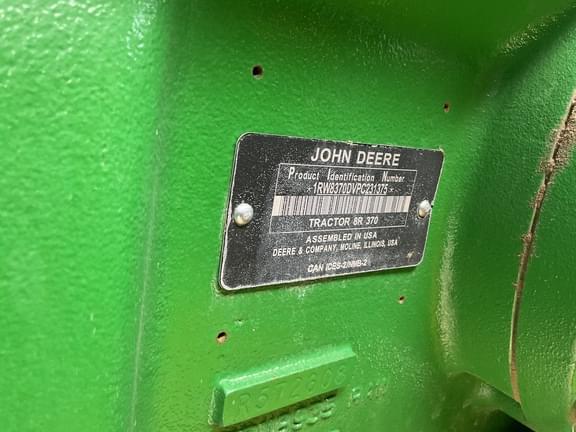 JOHN DEERE
Product Identification Number
*1RW8370DVPC231375*
TRACTOR 8R 370
ASSEMBLED IN USA
DEERE & COMPANY, MOLINE, ILLINOIS, USA
CAN ICES-2/NMB-2